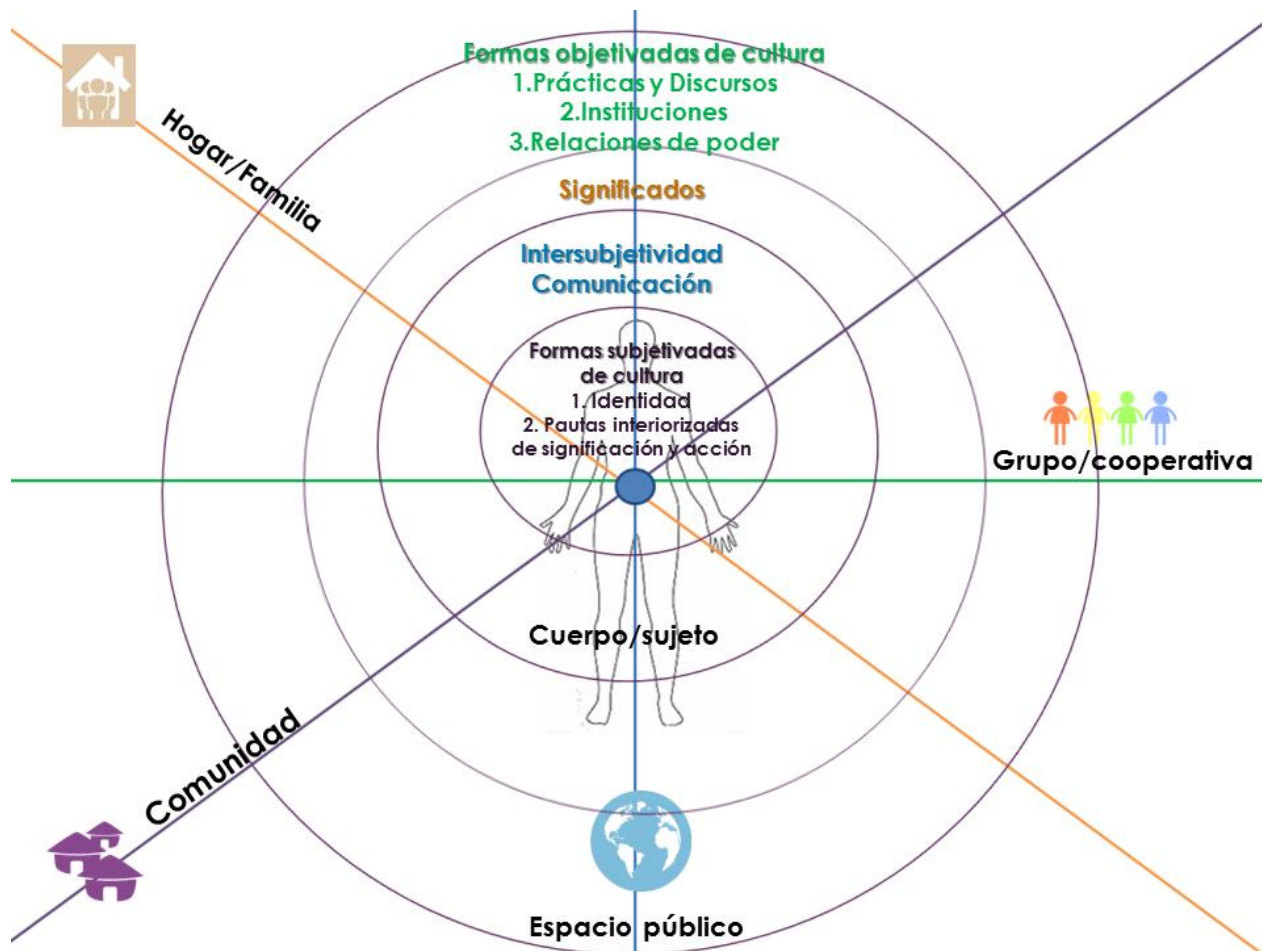 Formas objetivadas de cultura
1.Prácticas y Discursos
2.Instituciones
3.Relaciones de poder
Hogar/Familia
Significados
Intersubjetividad
Comunicación
Formas subjetivadas
de cultura
1. Identidad
2. Pautas interiorizadas
de significación y acción
Grupo/cooperativa
Cuerpo/sujeto
Comunidad
Espacio público